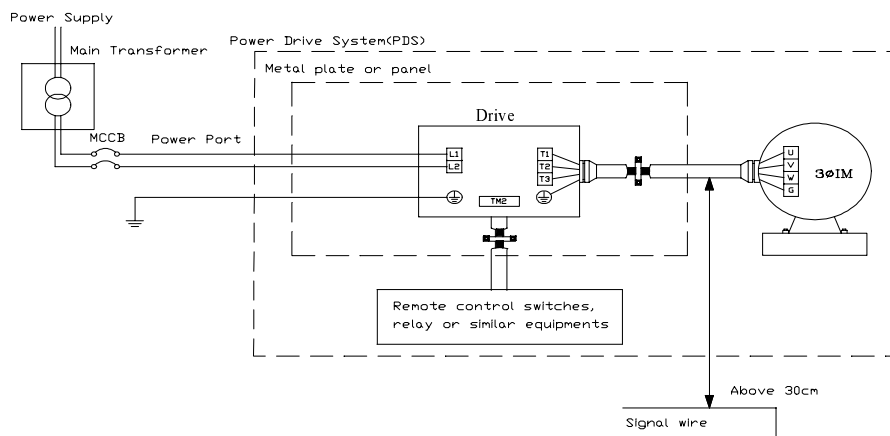 Power Supply
Main Transformer
Power Drive System(PDS)
Metal plate or panel
Drive
MCCB
Power Port
L1
L2
T1
T2
T3
TM2
U
V
W
G
3øIM
Remote control switches,
relay or similar equipments
Above 30cm
Signal wire